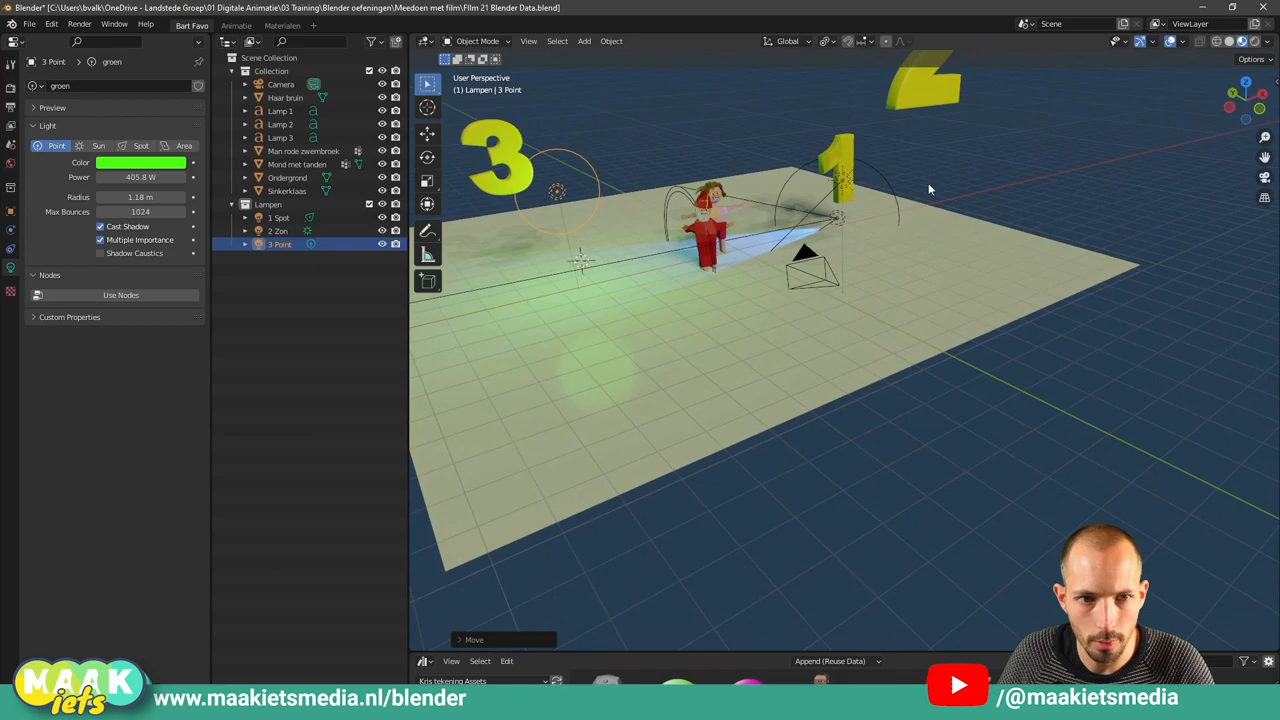 Blender* [C:\Users\bvalk\OneDrive - Landstede Groep\01 Digitale Animatie\03 Training\Blender oefeningen\Meedoen met film\FIlm 21 Blender Data.blend]
File Edit Render Window Help Bart Favo Animatie Materialen Scene ViewLayer
Object Mode View Select Add Object Global
Options
3 Point groen
groen
Preview
Light
Point Sun Spot Area
Color
Power 405.8 W
Radius 1.18 m
Max Bounces 1024
Cast Shadow
Multiple Importance
Shadow Caustics
Nodes
Use Nodes
Custom Properties
Scene Collection
Collection
Camera
Haar bruin
Lamp 1
Lamp 2
Lamp 3
Man rode zwembroek
Mond met tanden
Ondergrond
Sinkerklaas
Lampen
1 Spot
2 Zon
3 Point
User Perspective
(1) Lampen | 3 Point
2
3
1
Z
Y
X
Move
View Select Edit Append (Reuse Data)
Kris tekening Assets
MAAK
iets
www.maakietsmedia.nl/blender
/@maakietsmedia